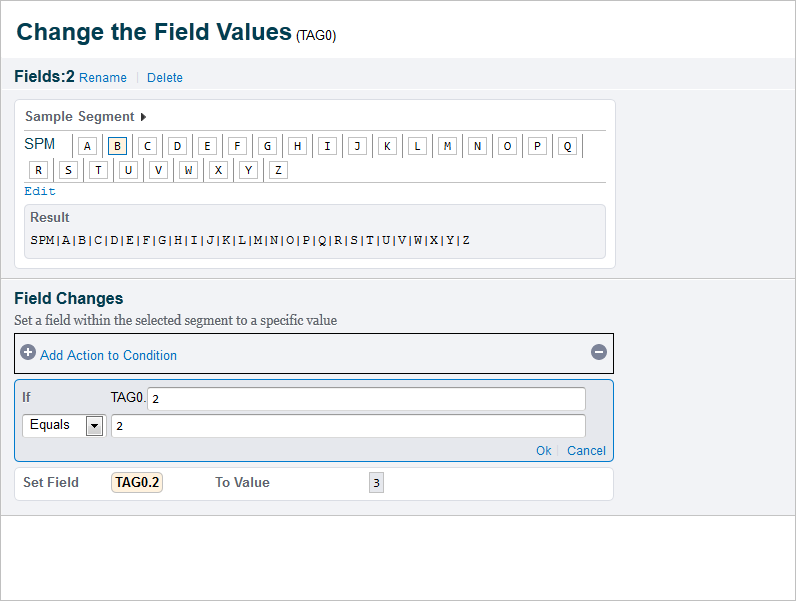 Change the Field Values (TAG0)
Fields:2 Rename Delete
Sample Segment
SPM A B C D E F G H I J K L M N O P Q
R S T U V W X Y Z
Edit
Result
SPM|A|B|C|D|E|F|G|H|I|J|K|L|M|N|O|P|Q|R|S|T|U|V|W|X|Y|Z
Field Changes
Set a field within the selected segment to a specific value
Add Action to Condition
If TAG0. 2
Equals 2
Ok Cancel
Set Field TAG0.2 To Value 3